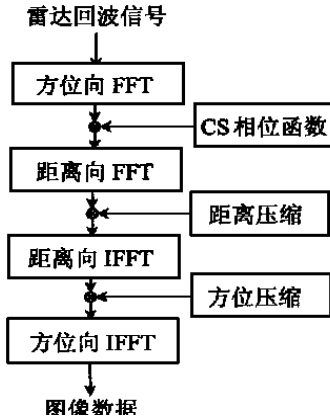 雷达回波信号
方位向 FFT
CS 相位函数
距离向 FFT
距离压缩
距离向 IFFT
方位压缩
方位向 IFFT
图像数据